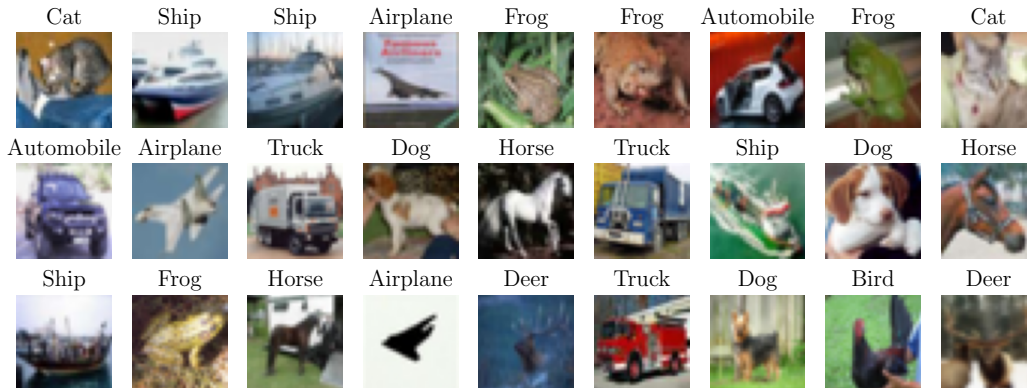 Cat Ship Ship Airplane Frog Frog Automobile Frog Cat
Automobile Airplane Truck Dog Horse Truck Ship Dog Horse
Ship Frog Horse Airplane Deer Truck Dog Bird Deer